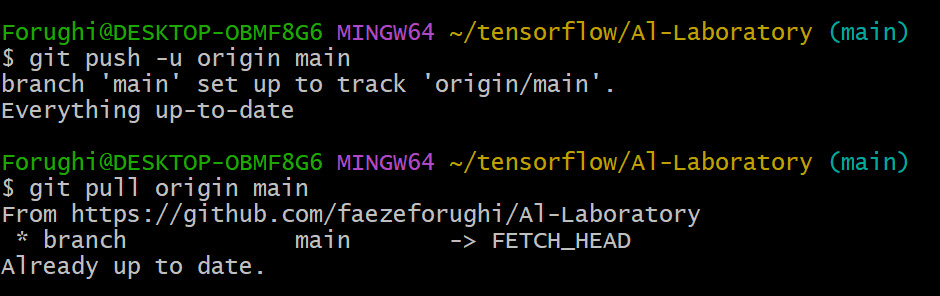 Forughi@DESKTOP-OBMF8G6 MINGW64 ~/tensorflow/Al-Laboratory (main)
$ git push -u origin main
branch 'main' set up to track 'origin/main'.
Everything up-to-date
Forughi@DESKTOP-OBMF8G6 MINGW64 ~/tensorflow/Al-Laboratory (main)
$ git pull origin main
From https://github.com/faezeforughi/Al-Laboratory
 * branch            main       -> FETCH_HEAD
Already up to date.